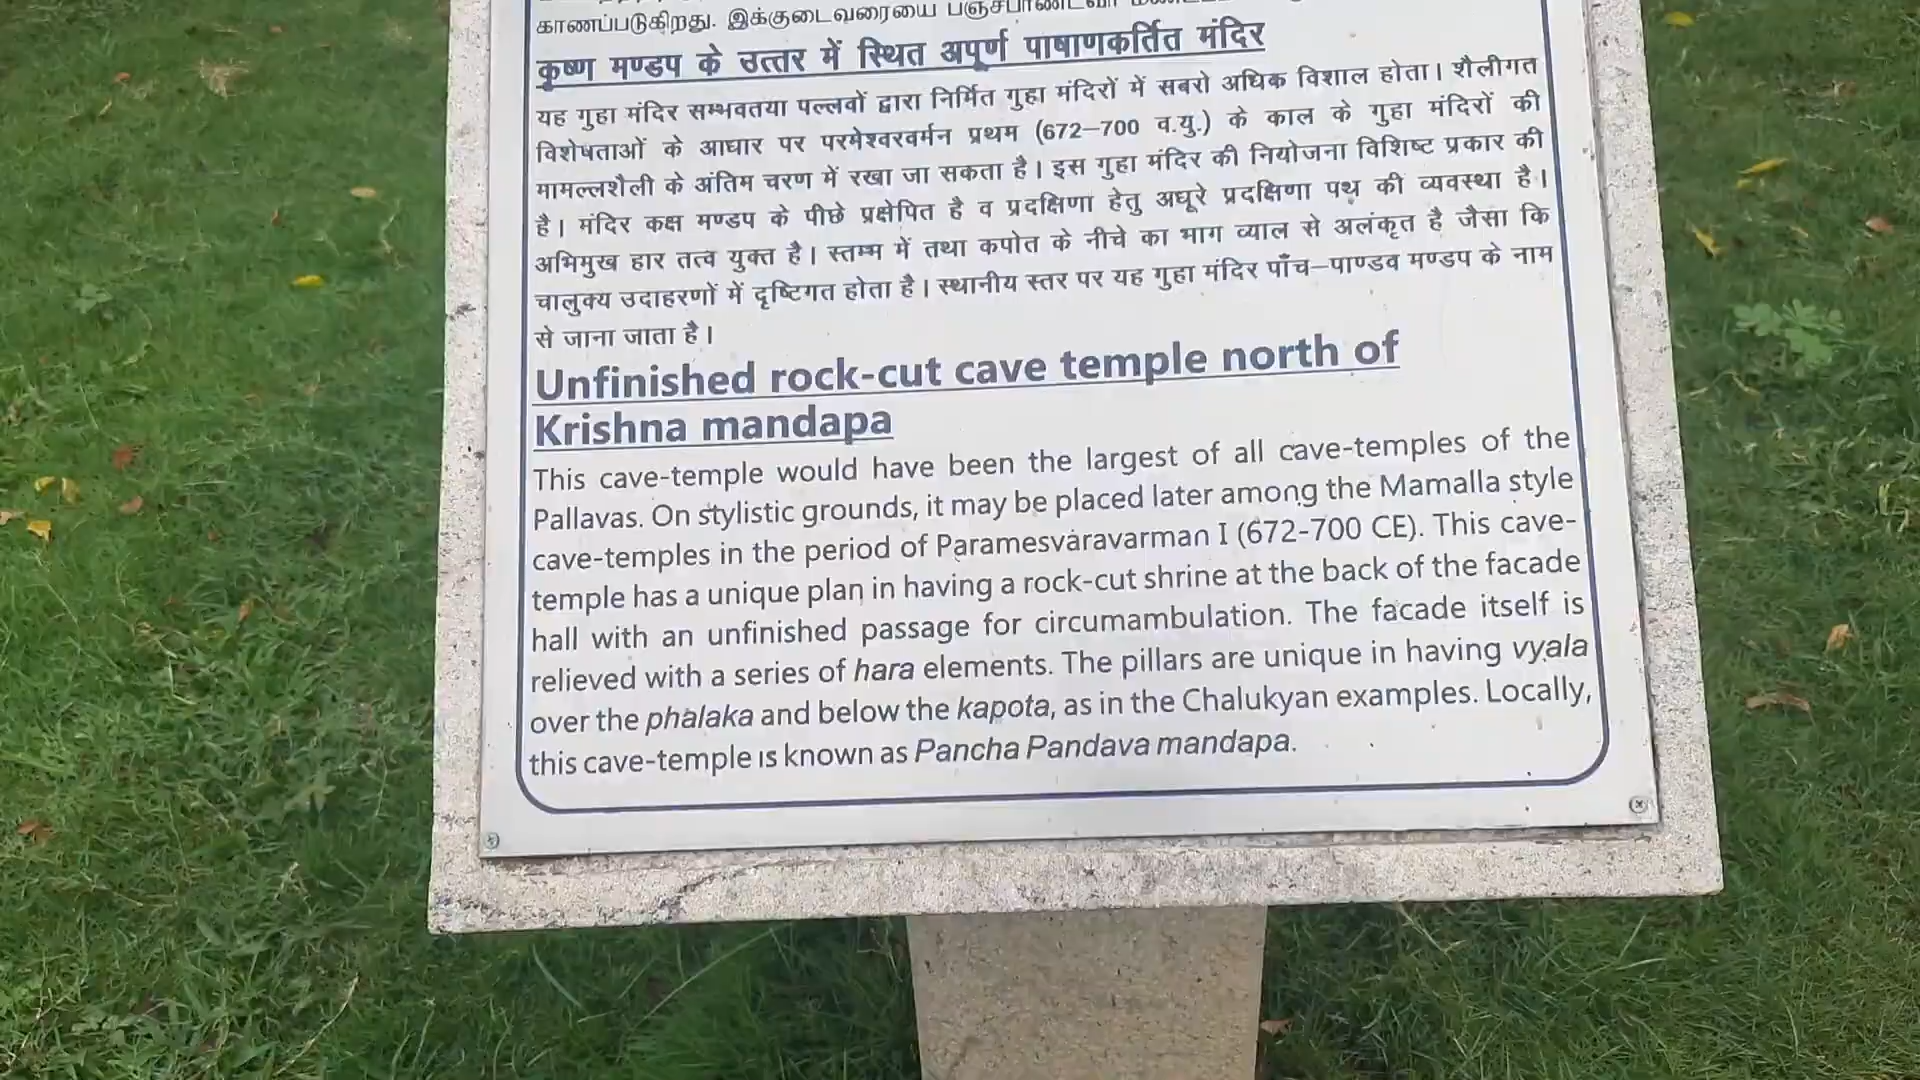 காணப்படுகிறது. இக்குடைவரையை
कृष्ण मण्डप के उत्तर में स्थित अपूर्ण पाषाणकर्तित मंदिर
यह गुहा मंदिर सम्भवतया पल्लवों द्वारा निर्मित गुहा मंदिरों में सबरो अधिक विशाल होता। शैलीगत
विशेषताओं के आधार पर परमेश्वरवर्मन प्रथम (672–700 व.यु.) के काल के गुहा मंदिरों की
मामल्लशैली के अंतिम चरण में रखा जा सकता है। इस गुहा मंदिर की नियोजना विशिष्ट प्रकार की
है। मंदिर कक्ष मण्डप के पीछे प्रक्षेपित है व प्रदक्षिणा हेतु अधूरे प्रदक्षिणा पथ की व्यवस्था है।
अभिमुख हार तत्व युक्त है। स्तम्भ में तथा कपोत के नीचे का भाग व्याल से अलंकृत है जैसा कि
चालुक्य उदाहरणों में दृष्टिगत होता है। स्थानीय स्तर पर यह गुहा मंदिर पाँच–पाण्डव मण्डप के नाम
से जाना जाता है।
Unfinished rock-cut cave temple north of
Krishna mandapa
This cave-temple would have been the largest of all cave-temples of the
Pallavas. On stylistic grounds, it may be placed later among the Mamalla style
cave-temples in the period of Paramesvaravarman I (672-700 CE). This cave-
temple has a unique plan in having a rock-cut shrine at the back of the facade
hall with an unfinished passage for circumambulation. The facade itself is
relieved with a series of hara elements. The pillars are unique in having vyala
over the phalaka and below the kapota, as in the Chalukyan examples. Locally,
this cave-temple is known as Pancha Pandava mandapa.